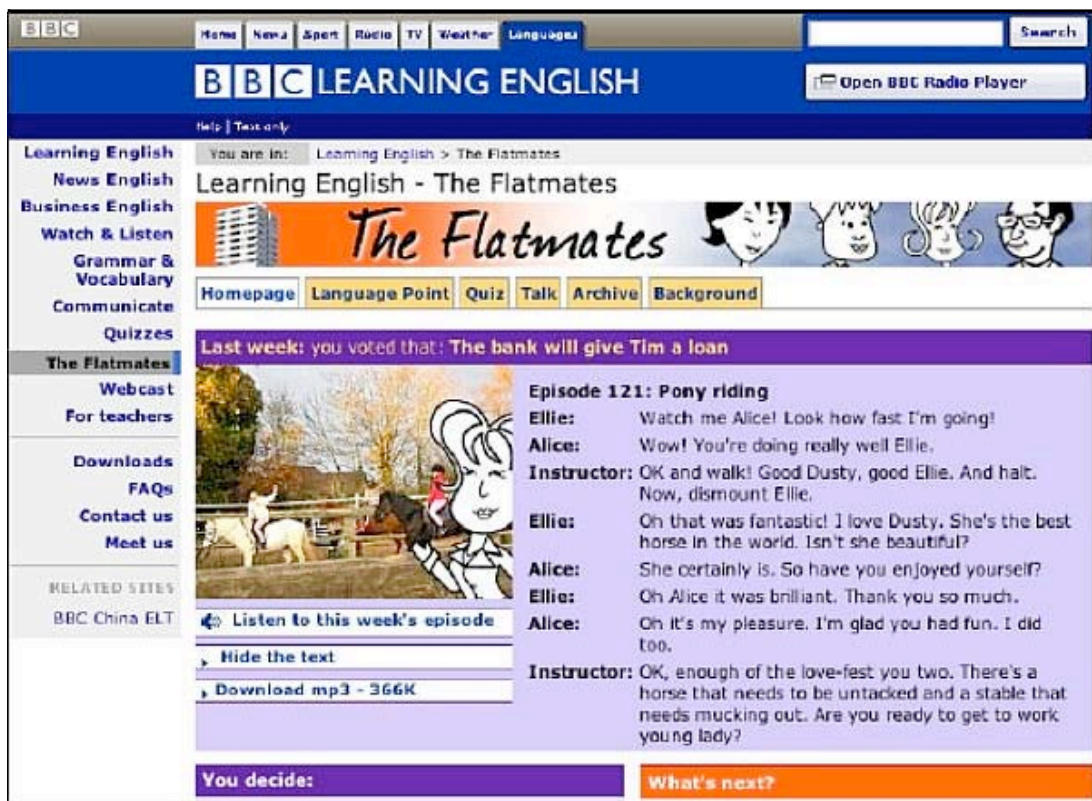 BBC
Home News Sport Radio TV Weather Languages
Search
BBC LEARNING ENGLISH
Open BBC Radio Player
Help | Text only
Learning English
News English
Business English
Watch & Listen
Grammar &
Vocabulary
Communicate
Quizzes
The Flatmates
Webcast
For teachers
Downloads
FAQs
Contact us
Meet us
RELATED SITES
BBC China ELT
You are in: Learning English > The Flatmates
Learning English - The Flatmates
The Flatmates
Homepage Language Point Quiz Talk Archive Background
Last week: you voted that: The bank will give Tim a loan
Listen to this week's episode
Hide the text
Download mp3 - 366K
Episode 121: Pony riding
Ellie: Watch me Alice! Look how fast I'm going!
Alice: Wow! You're doing really well Ellie.
Instructor: OK and walk! Good Dusty, good Ellie. And halt.
Now, dismount Ellie.
Ellie: Oh that was fantastic! I love Dusty. She's the best
horse in the world. Isn't she beautiful?
Alice: She certainly is. So have you enjoyed yourself?
Ellie: Oh Alice it was brilliant. Thank you so much.
Alice: Oh it's my pleasure. I'm glad you had fun. I did
too.
Instructor: OK, enough of the love-fest you two. There's a
horse that needs to be untacked and a stable that
needs mucking out. Are you ready to get to work
young lady?
You decide:
What's next?